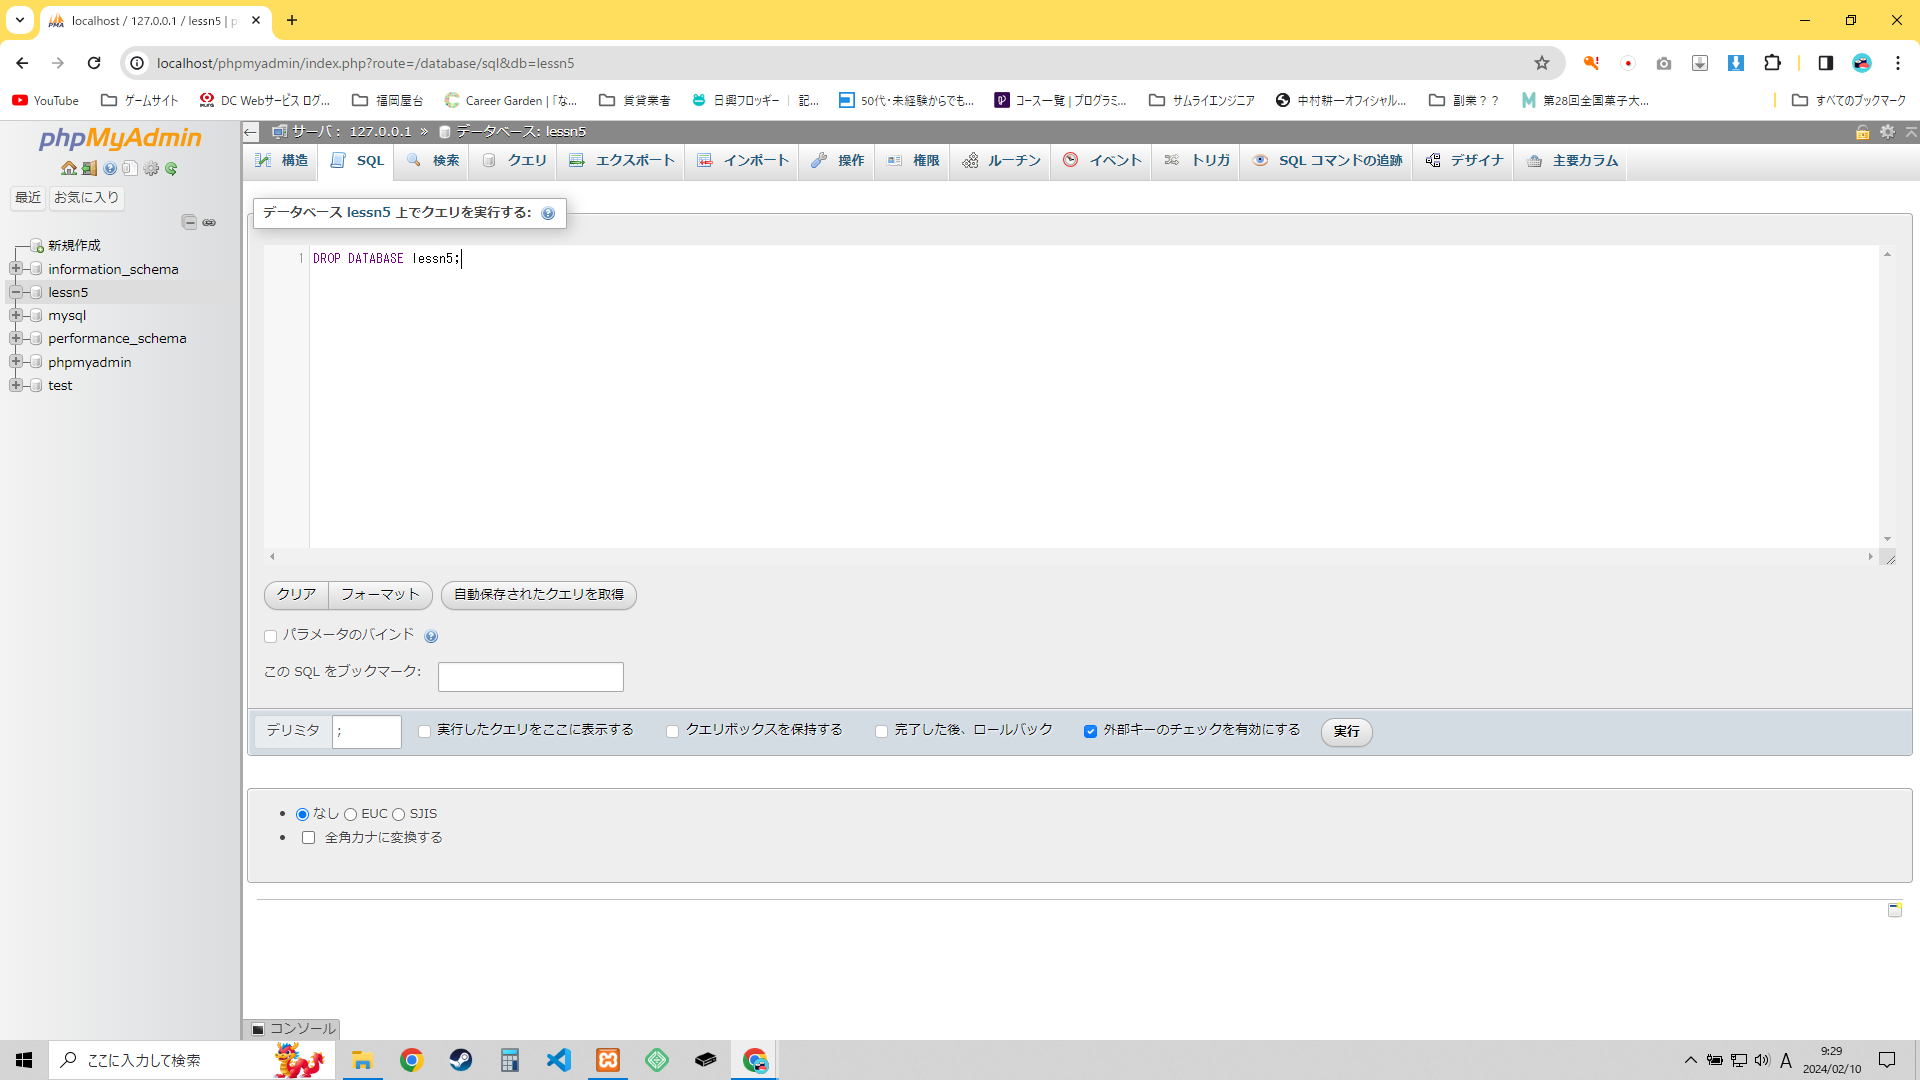 localhost / 127.0.0.1 / lessn5 | p
localhost/phpmyadmin/index.php?route=/database/sql&db=lessn5
YouTube
ゲームサイト
DC Webサービス ログ...
福岡屋台
Career Garden |「な...
賃貸業者
日興フロッギー | 記...
50代・未経験からでも...
コース一覧 | プログラミ...
サムライエンジニア
中村耕一オフィシャル...
副業？？
第28回全国菓子大...
すべてのブックマーク
phpMyAdmin
最近
お気に入り
新規作成
information_schema
lessn5
mysql
performance_schema
phpmyadmin
test
サーバ： 127.0.0.1 » データベース: lessn5
構造
SQL
検索
クエリ
エクスポート
インポート
操作
権限
ルーチン
イベント
トリガ
SQL コマンドの追跡
デザイナ
主要カラム
データベース lessn5 上でクエリを実行する:
1 DROP DATABASE lessn5;
クリア
フォーマット
自動保存されたクエリを取得
パラメータのバインド
この SQL をブックマーク:
デリミタ ;
実行したクエリをここに表示する
クエリボックスを保持する
完了した後、ロールバック
外部キーのチェックを有効にする
実行
なし EUC SJIS
全角カナに変換する
コンソール
ここに入力して検索
A
9:29
2024/02/10